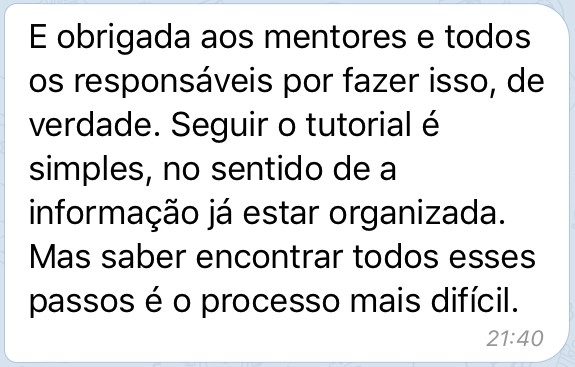 E obrigada aos mentores e todos
os responsáveis por fazer isso, de
verdade. Seguir o tutorial é
simples, no sentido de a
informação já estar organizada.
Mas saber encontrar todos esses
passos é o processo mais difícil.
21:40